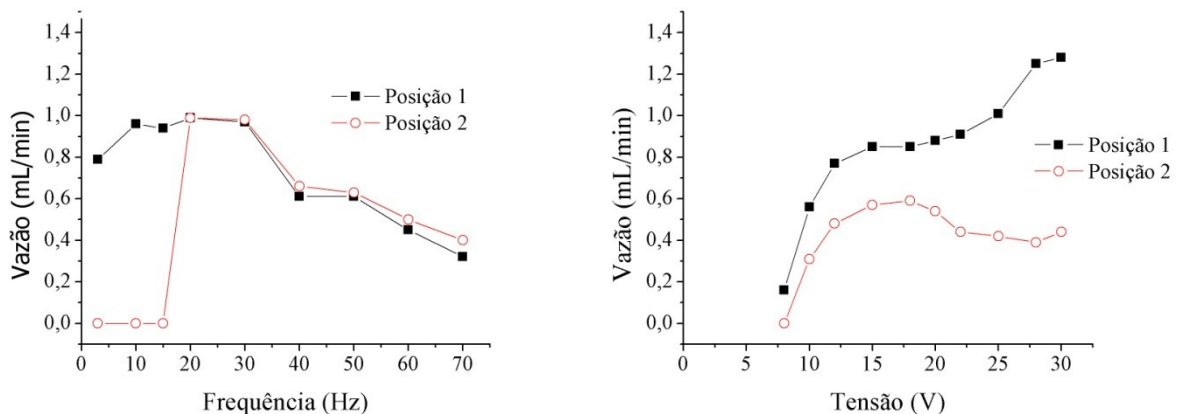 1,4
1,2
1,0
0,8
0,6
0,4
0,2
0,0
Vazão (mL/min)
Posição 1
Posição 2
0 10 20 30 40 50 60 70
Frequência (Hz)
1,4
1,2
1,0
0,8
0,6
0,4
0,2
0,0
Vazão (mL/min)
Posição 1
Posição 2
0 5 10 15 20 25 30
Tensão (V)